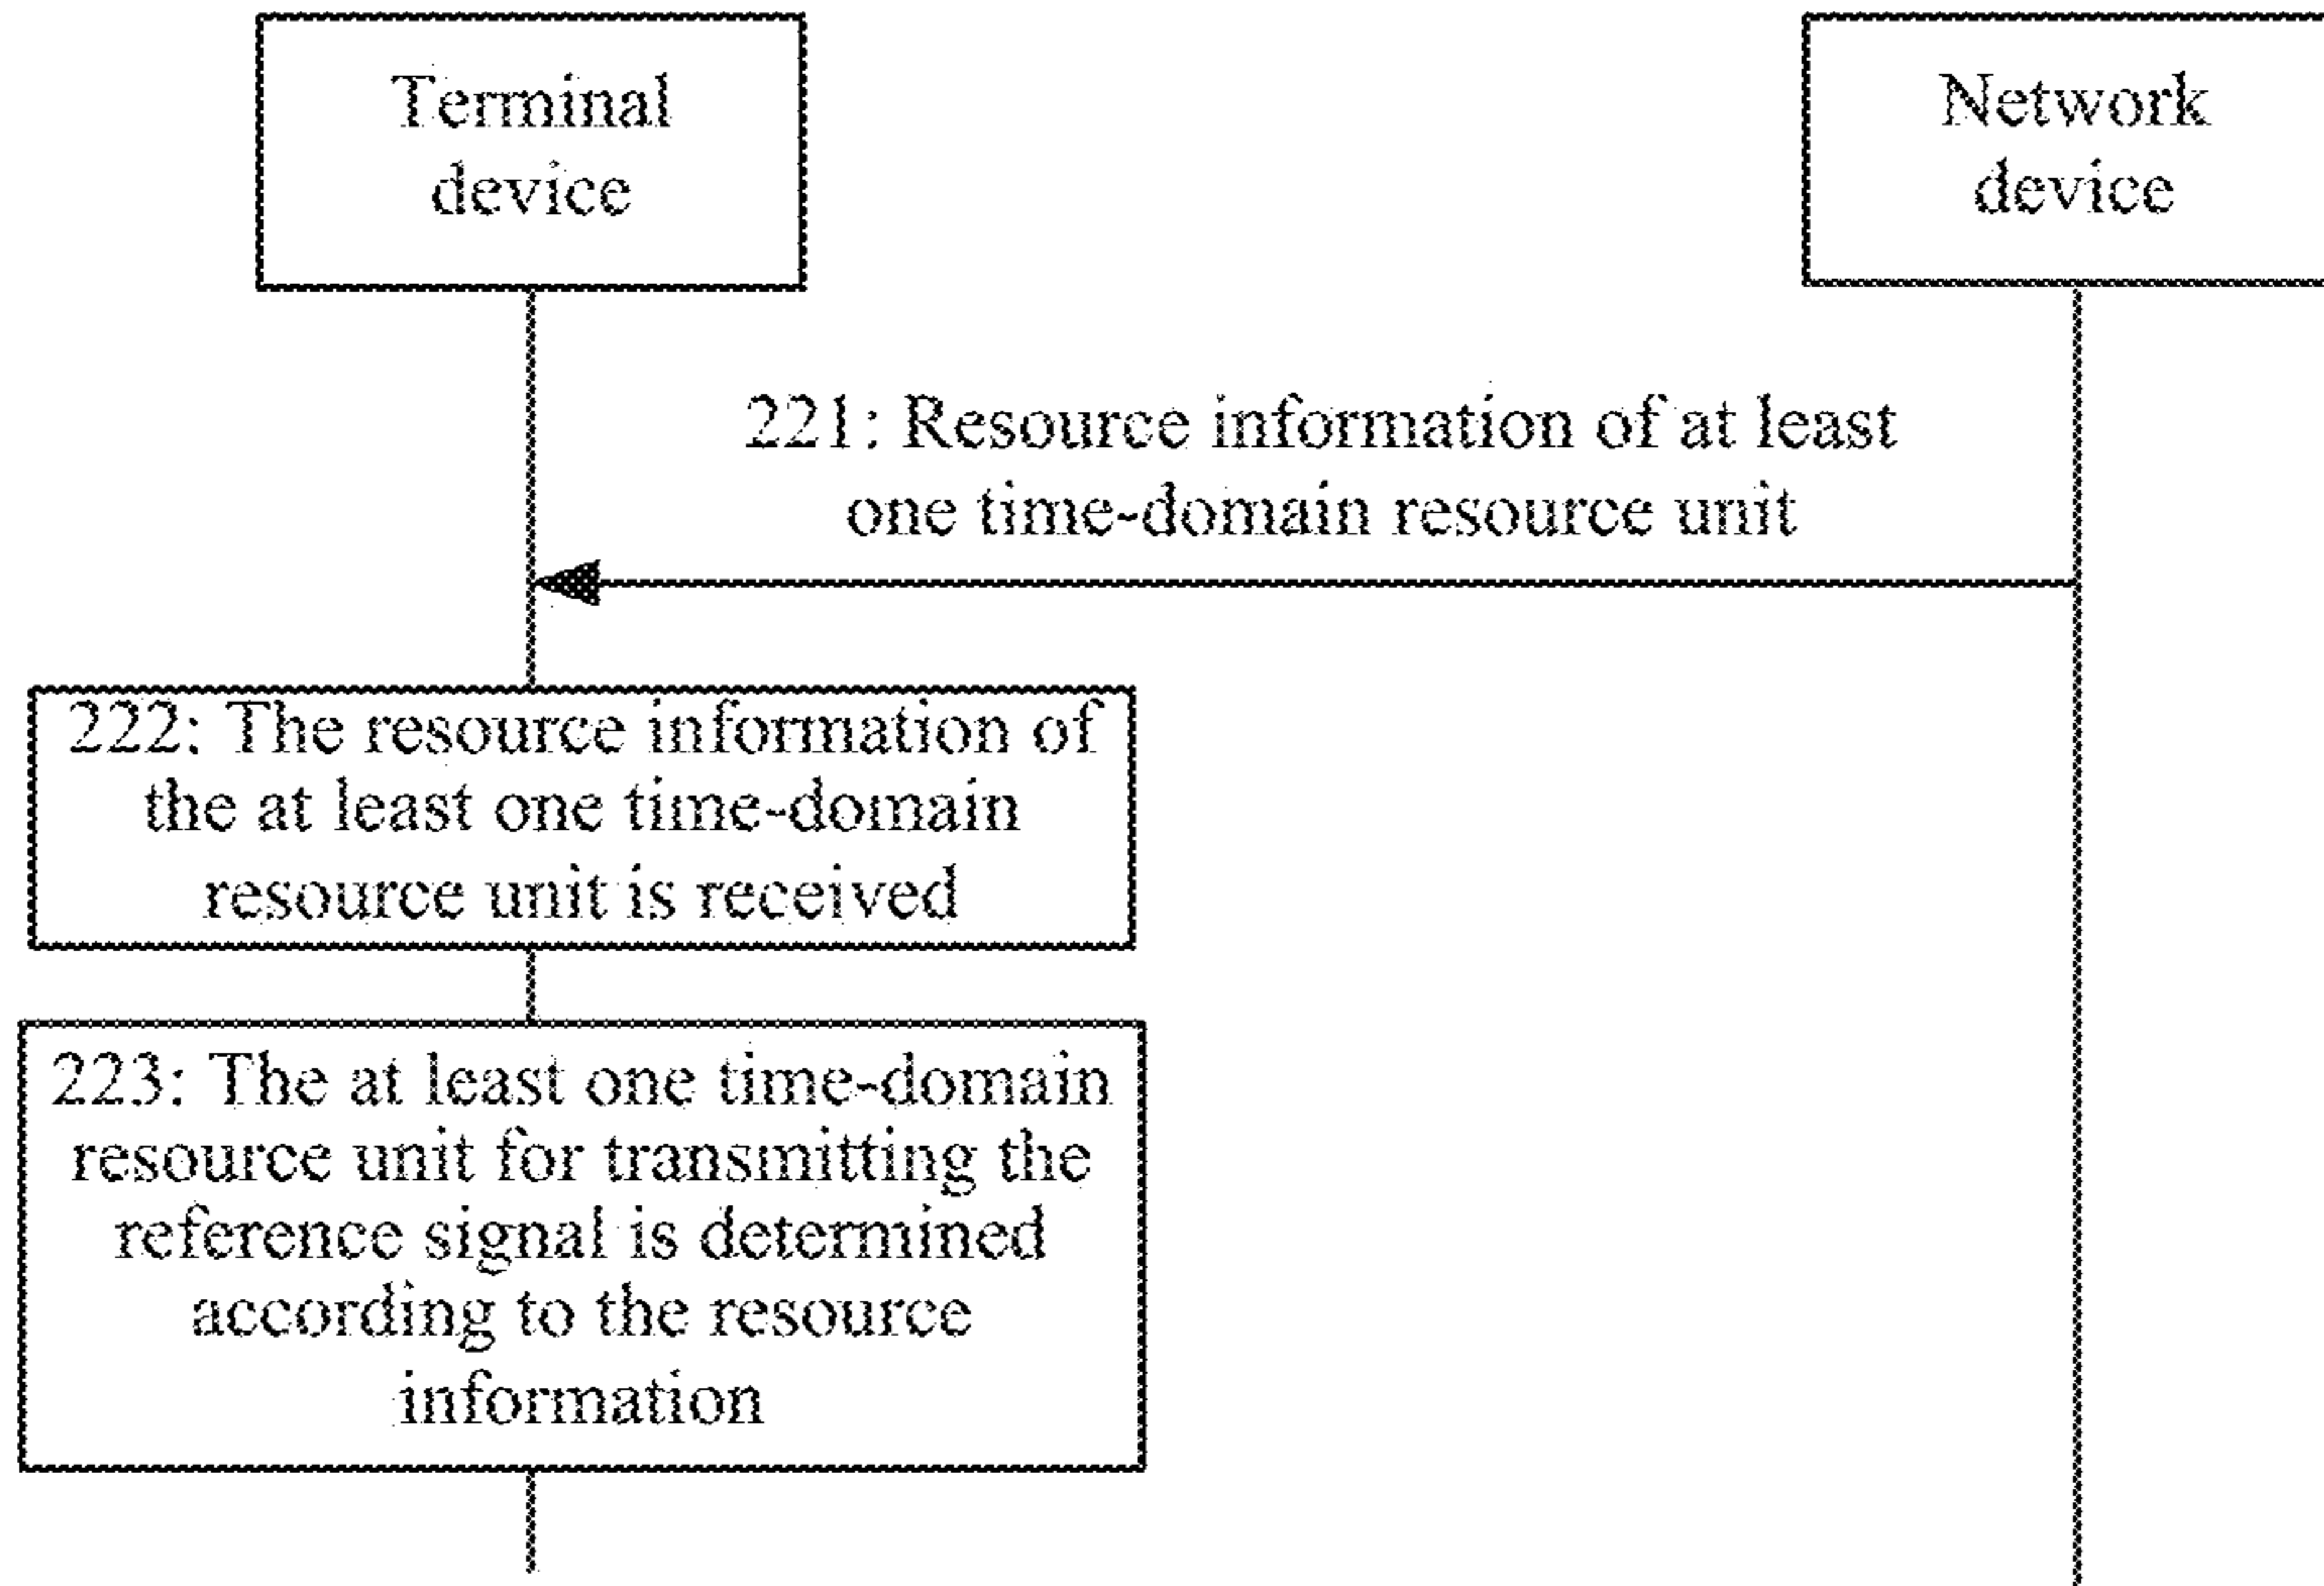 Terminal
device
Network
device
221: Resource information of at least
one time-domain resource unit
222: The resource information of
the at least one time-domain
resource unit is received
223: The at least one time-domain
resource unit for transmitting the
reference signal is determined
according to the resource
information